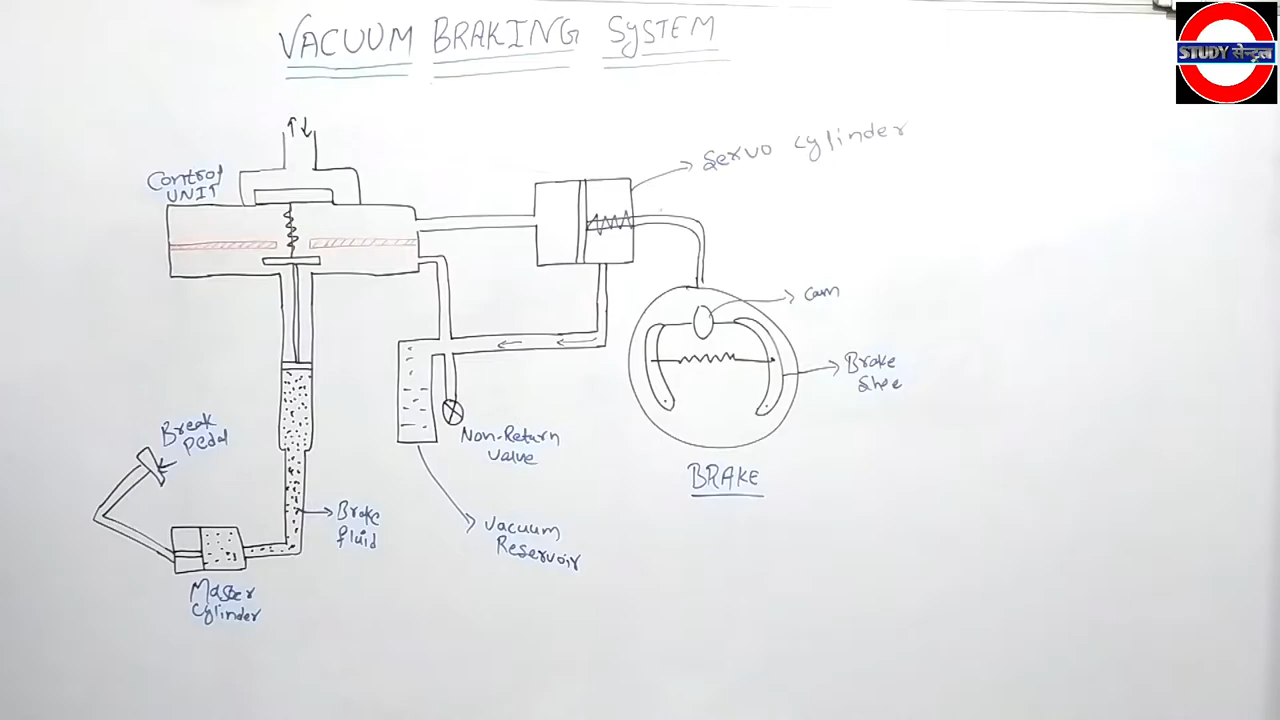 VACUUM BRAKING SYSTEM
STUDY सेन्ट्रल
Control
UNIT
Servo cylinder
Cam
Brake
Shoe
Break
Pedal
Non-Return
Valve
BRAKE
Brake
fluid
Vacuum
Reservoir
Master
Cylinder